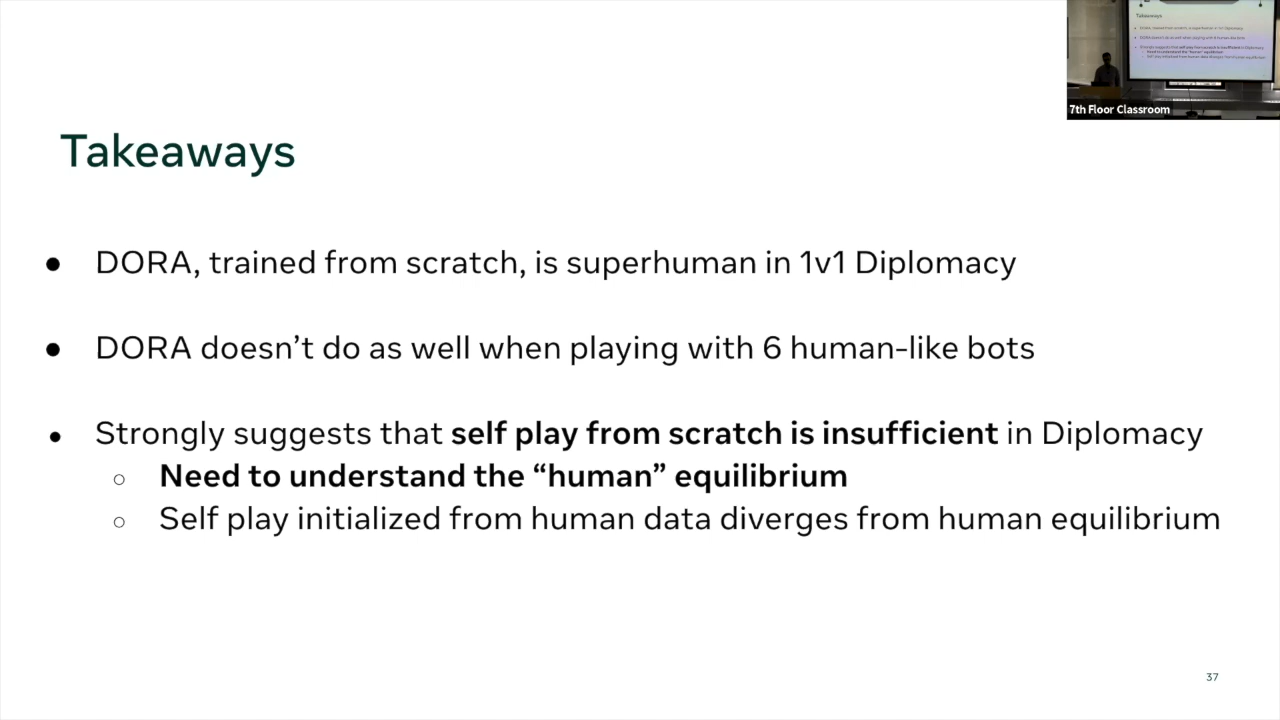 Takeaways
7th Floor Classroom
Takeaways
● DORA, trained from scratch, is superhuman in 1v1 Diplomacy
● DORA doesn’t do as well when playing with 6 human-like bots
● Strongly suggests that self play from scratch is insufficient in Diplomacy
○ Need to understand the “human” equilibrium
○ Self play initialized from human data diverges from human equilibrium
37